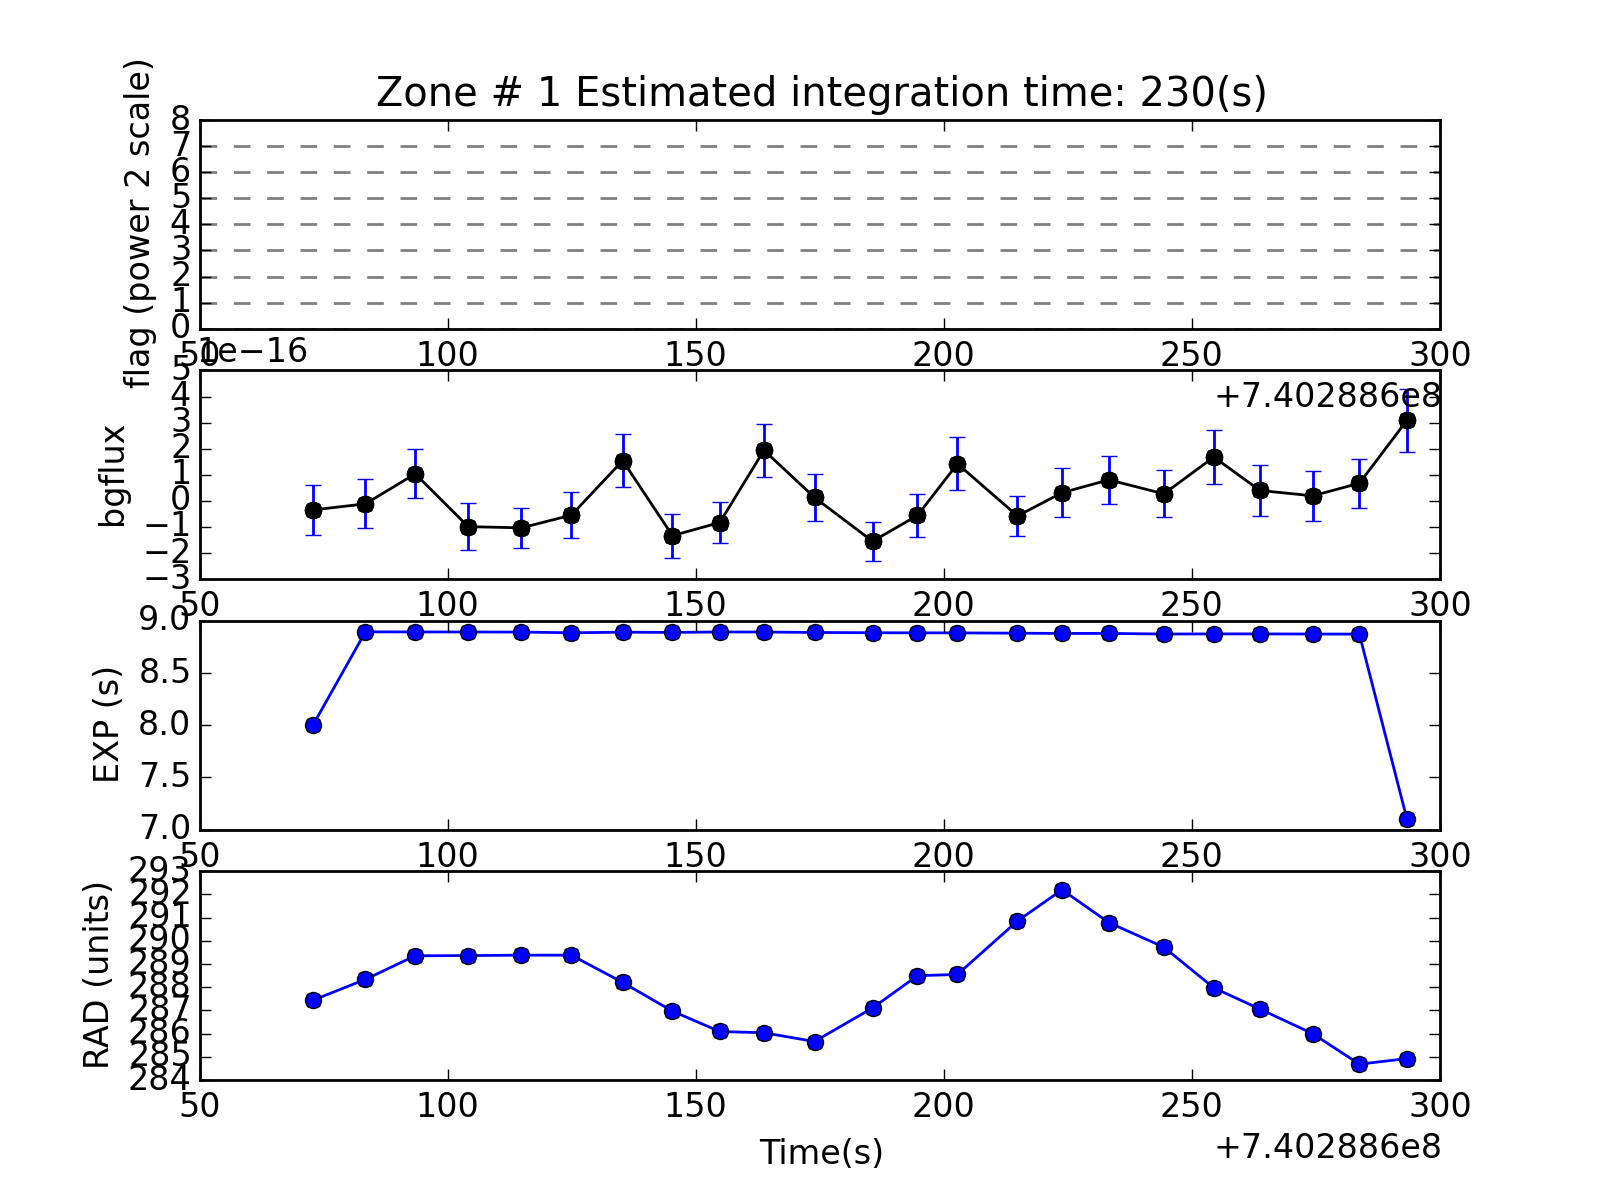 Zone # 1 Estimated integration time: 230(s)
flag (power 2 scale)
8
7
6
5
4
3
2
1
0
50 100 150 200 250 300
1e−16
+7.402886e8
bgflux
5
4
3
2
1
0
−1
−2
−3
50 100 150 200 250 300
EXP (s)
9.0
8.5
8.0
7.5
7.0
50 100 150 200 250 300
RAD (units)
293
292
291
290
289
288
287
286
285
284
50 100 150 200 250 300
Time(s)
+7.402886e8